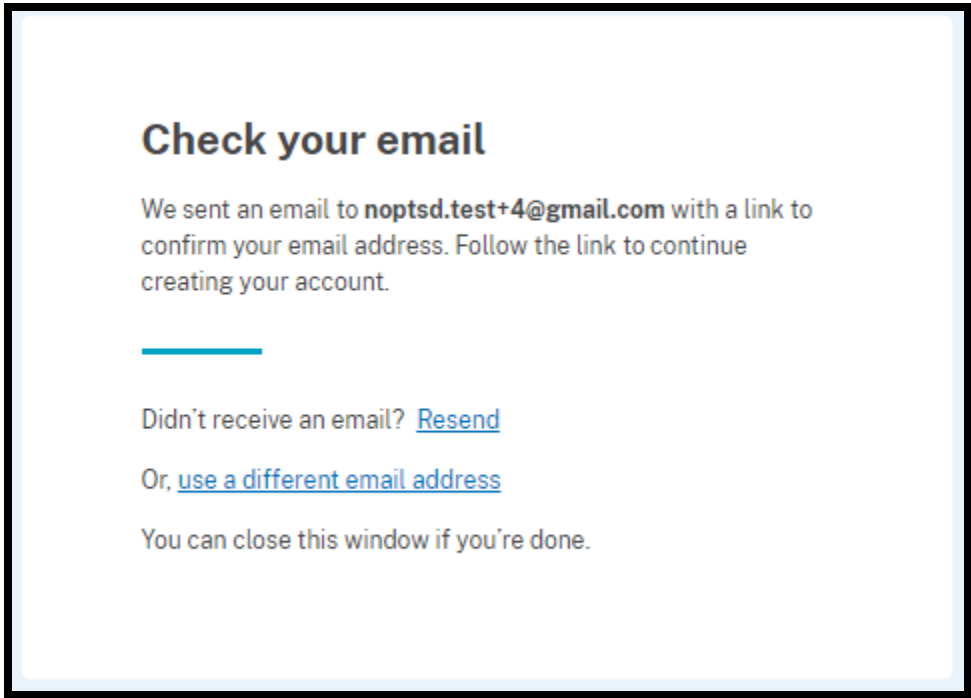 Check your email
We sent an email to noptsd.test+4@gmail.com with a link to
confirm your email address. Follow the link to continue
creating your account.
Didn't receive an email? Resend
Or, use a different email address
You can close this window if you're done.